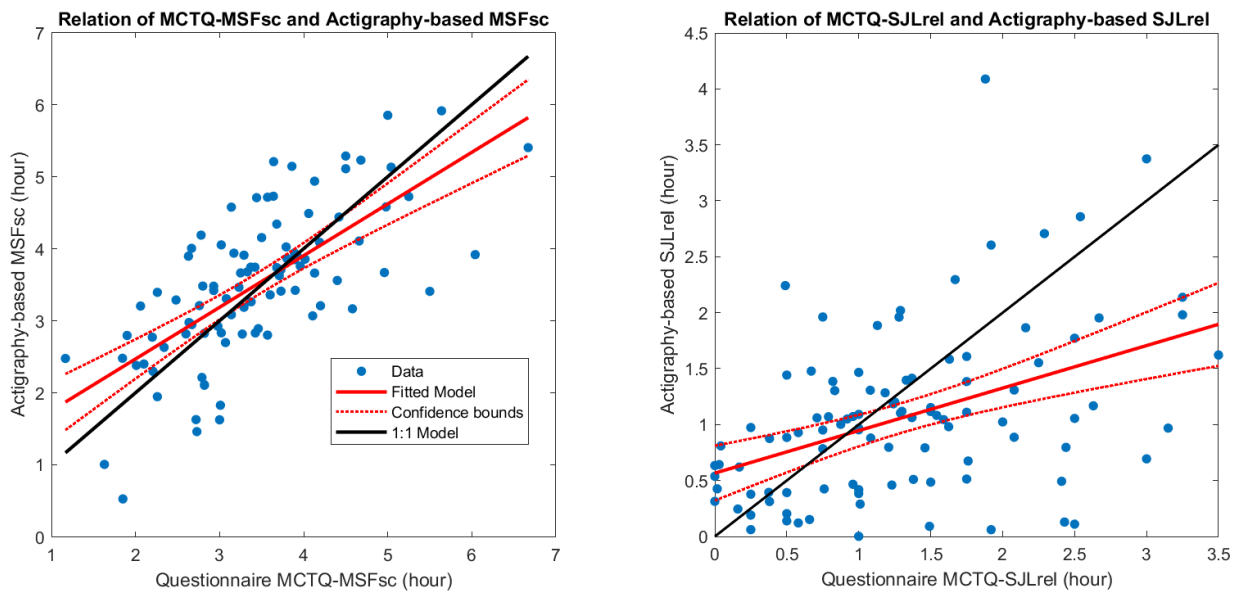 Relation of MCTQ-MSFsc and Actigraphy-based MSFsc
7
6
5
4
3
2
1
0
Actigraphy-based MSFsc (hour)
Data
Fitted Model
Confidence bounds
1:1 Model
1 2 3 4 5 6 7
Questionnaire MCTQ-MSFsc (hour)
Relation of MCTQ-SJLrel and Actigraphy-based SJLrel
4.5
4
3.5
3
2.5
2
1.5
1
0.5
0
Actigraphy-based SJLrel (hour)
0 0.5 1 1.5 2 2.5 3 3.5
Questionnaire MCTQ-SJLrel (hour)